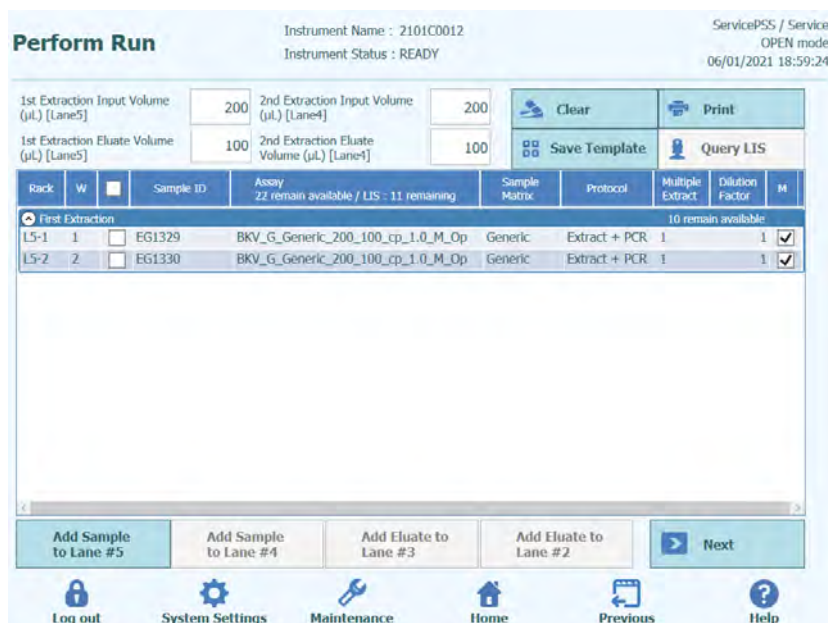 Perform Run
Instrument Name : 2101C0012
Instrument Status : READY
ServicePSS / Service
OPEN mode
06/01/2021 18:59:24
1st Extraction Input Volume (µL) [Lane5] 200
2nd Extraction Input Volume (µL) [Lane4] 200
Clear
Print
1st Extraction Eluate Volume (µL) [Lane5] 100
2nd Extraction Eluate Volume (µL) [Lane4] 100
Save Template
Query LIS
Rack W Sample ID Assay 22 remain available / LIS : 11 remaining Sample Matrix Protocol Multiple Extract Dilution Factor M
First Extraction 10 remain available
L5-1 1 EG1329 BKV_G_Generic_200_100_cp_1.0_M_Op Generic Extract + PCR 1 1
L5-2 2 EG1330 BKV_G_Generic_200_100_cp_1.0_M_Op Generic Extract + PCR 1 1
Add Sample to Lane #5
Add Sample to Lane #4
Add Eluate to Lane #3
Add Eluate to Lane #2
Next
Log out
System Settings
Maintenance
Home
Previous
Help